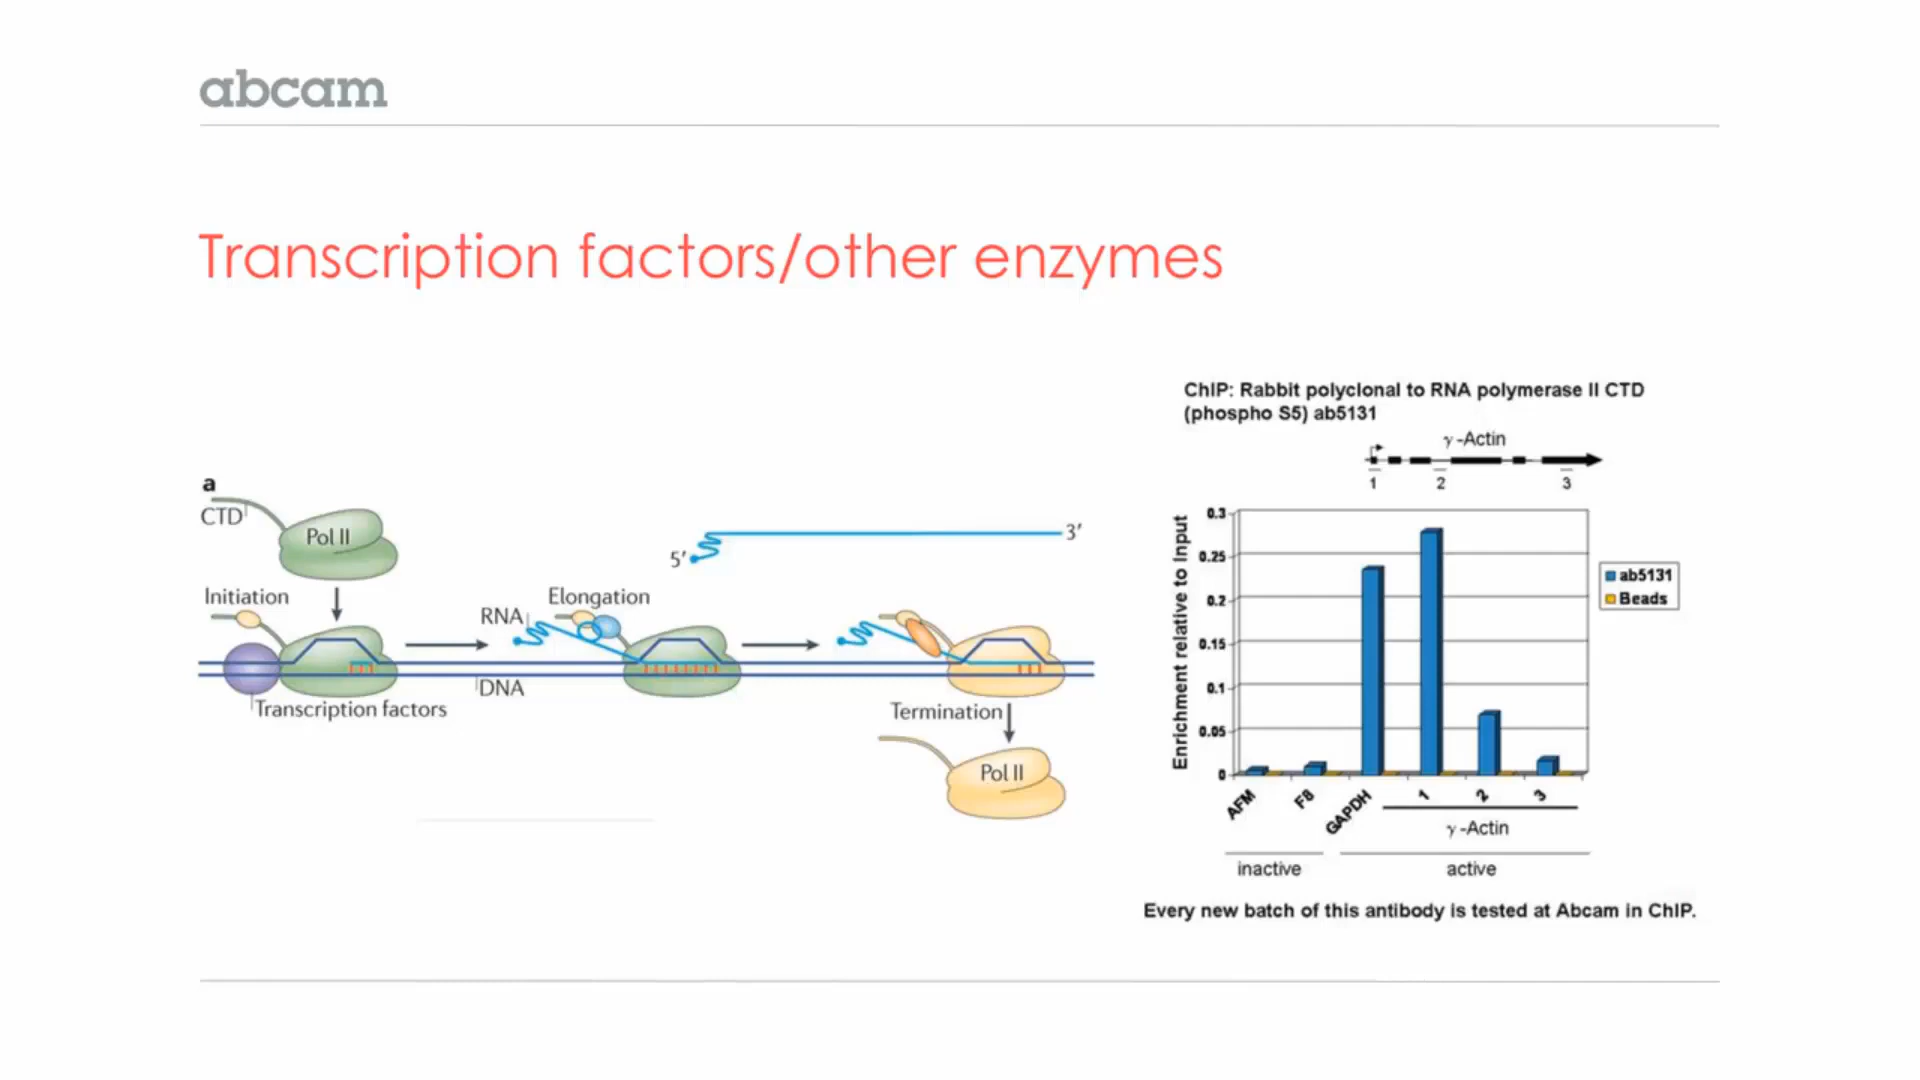 abcam
Transcription factors/other enzymes
a
CTD
Pol II
Initiation
Transcription factors
DNA
RNA
Elongation
5′
3′
Termination
Pol II
ChIP: Rabbit polyclonal to RNA polymerase II CTD
(phospho S5) ab5131
γ-Actin
1 2 3
Enrichment relative to Input
0.3
0.25
0.2
0.15
0.1
0.05
0
ab5131
Beads
AFM F8 GAPDH 1 2 3
γ-Actin
inactive active
Every new batch of this antibody is tested at Abcam in ChIP.